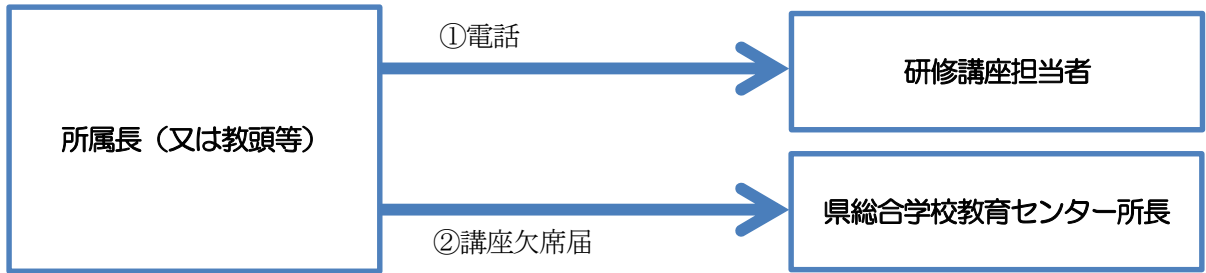 所属長（又は教頭等）
①電話
研修講座担当者
②講座欠席届
県総合学校教育センター所長